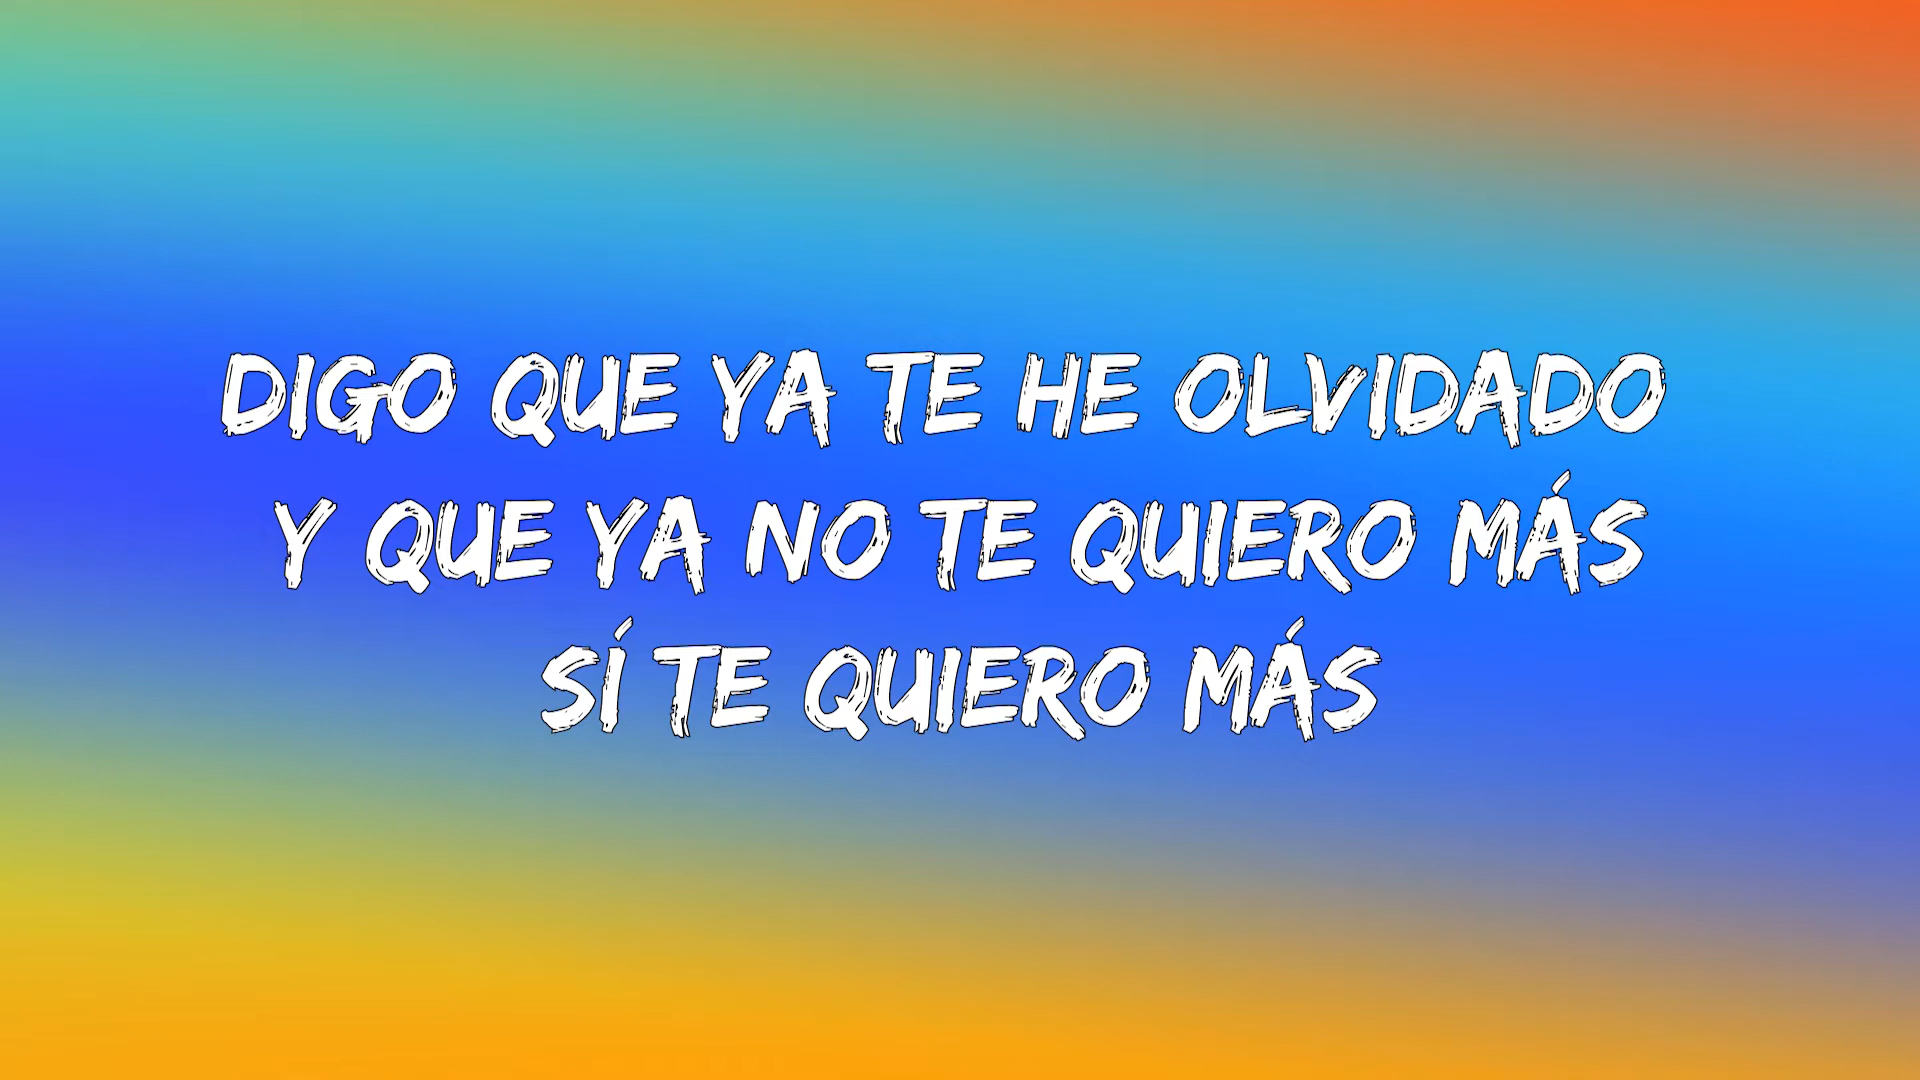 DIGO QUE YA TE HE OLVIDADO
Y QUE YA NO TE QUIERO MÁS
SÍ TE QUIERO MÁS